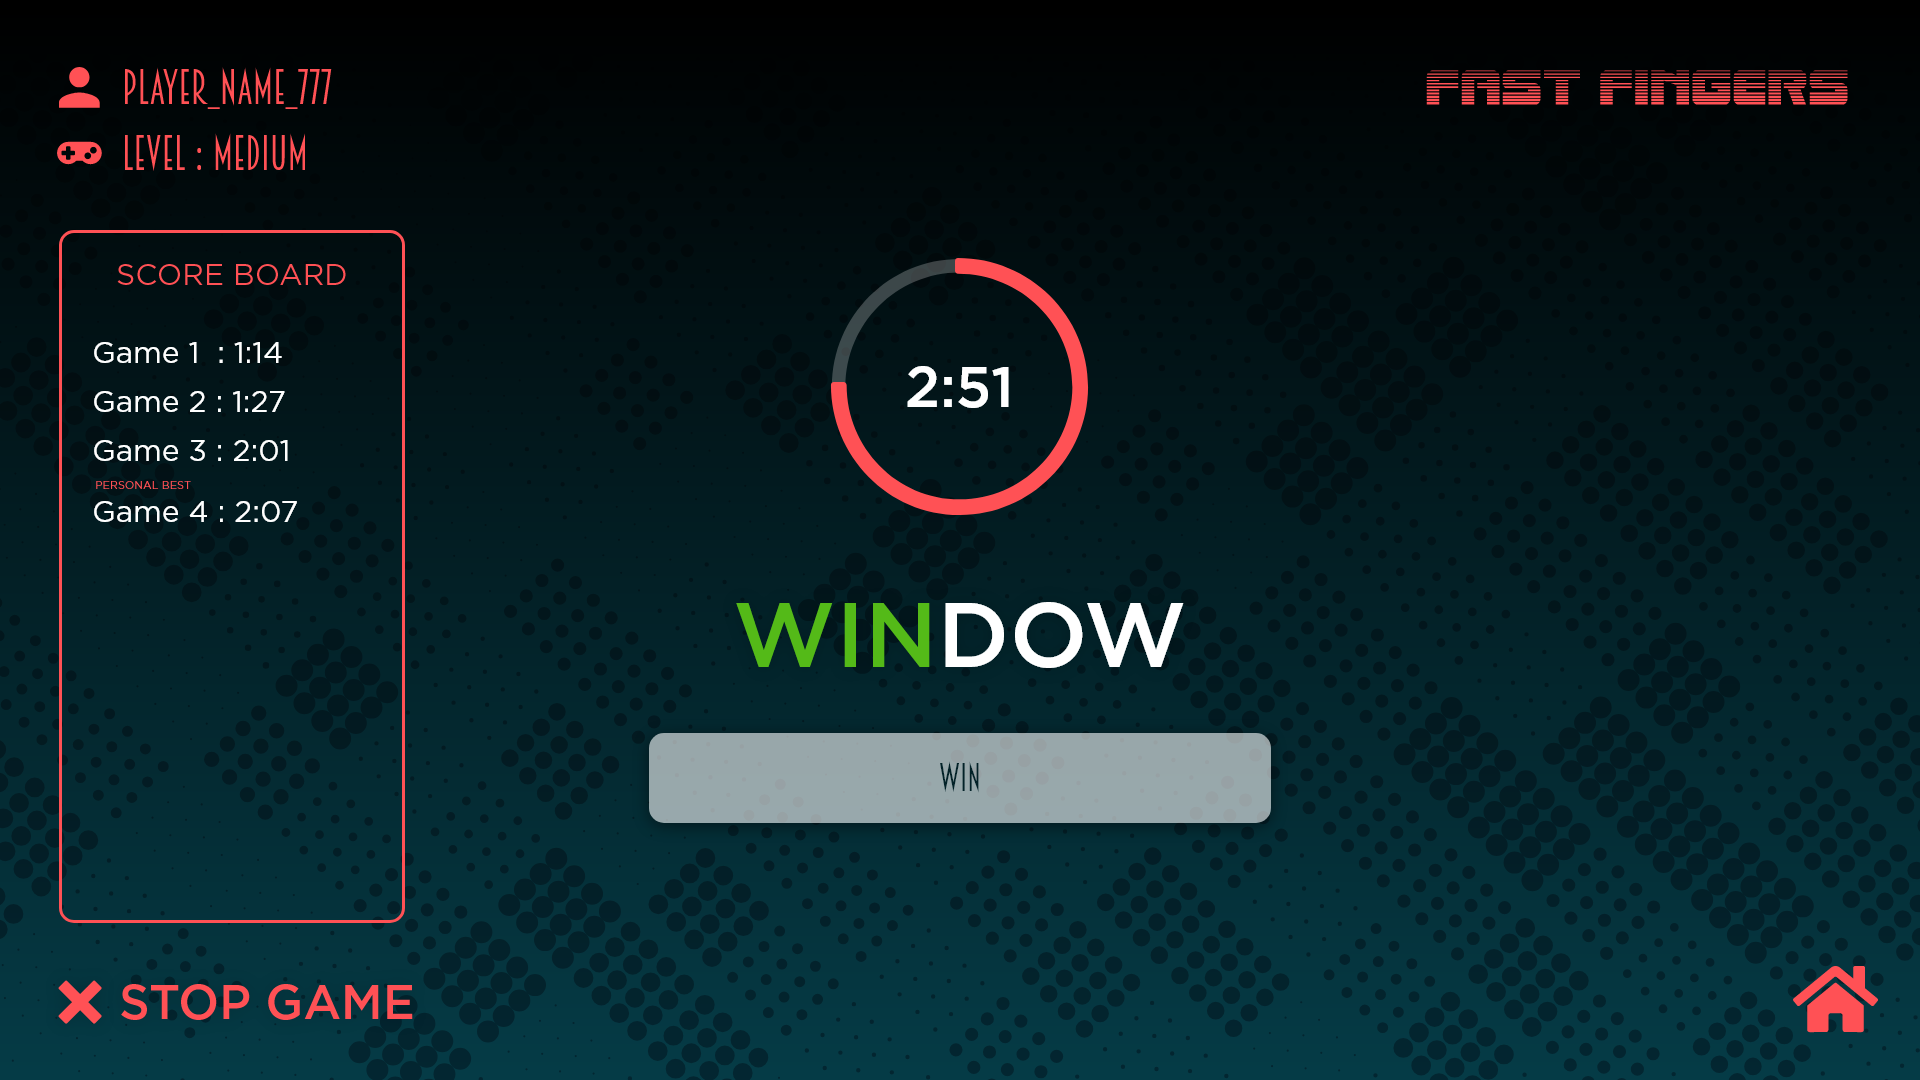 PLAYER_NAME_777
FAST FINGERS
LEVEL : MEDIUM
SCORE BOARD
Game 1 : 1:14
Game 2 : 1:27
Game 3 : 2:01
PERSONAL BEST
Game 4 : 2:07
2:51
WINDOW
WIN
STOP GAME